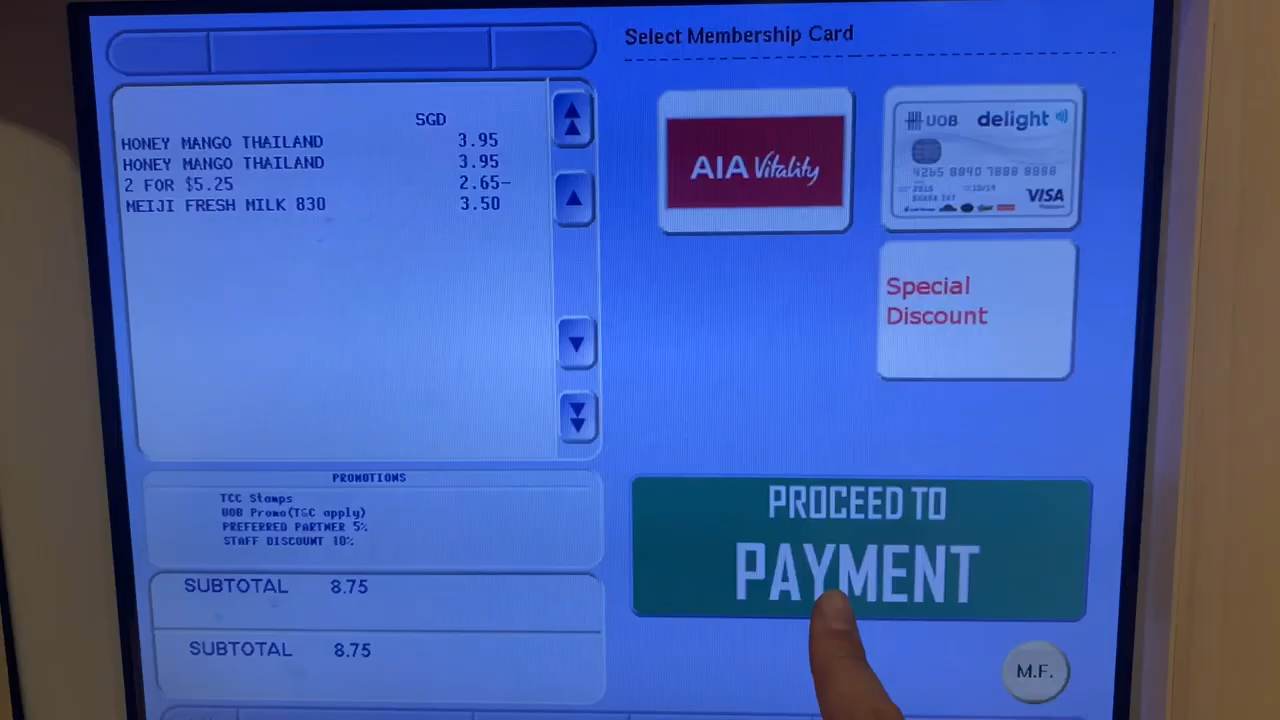 Select Membership Card
SGD
HONEY MANGO THAILAND 3.95
HONEY MANGO THAILAND 3.95
2 FOR $5.25 2.65-
MEIJI FRESH MILK 830 3.50
AIA Vitality
UOB delight
VISA
Special
Discount
PROMOTIONS
TCC Stamps
UOB Promo(T&C apply)
PREFERRED PARTNER 5%
STAFF DISCOUNT 10%
SUBTOTAL 8.75
SUBTOTAL 8.75
PROCEED TO
PAYMENT
M.F.